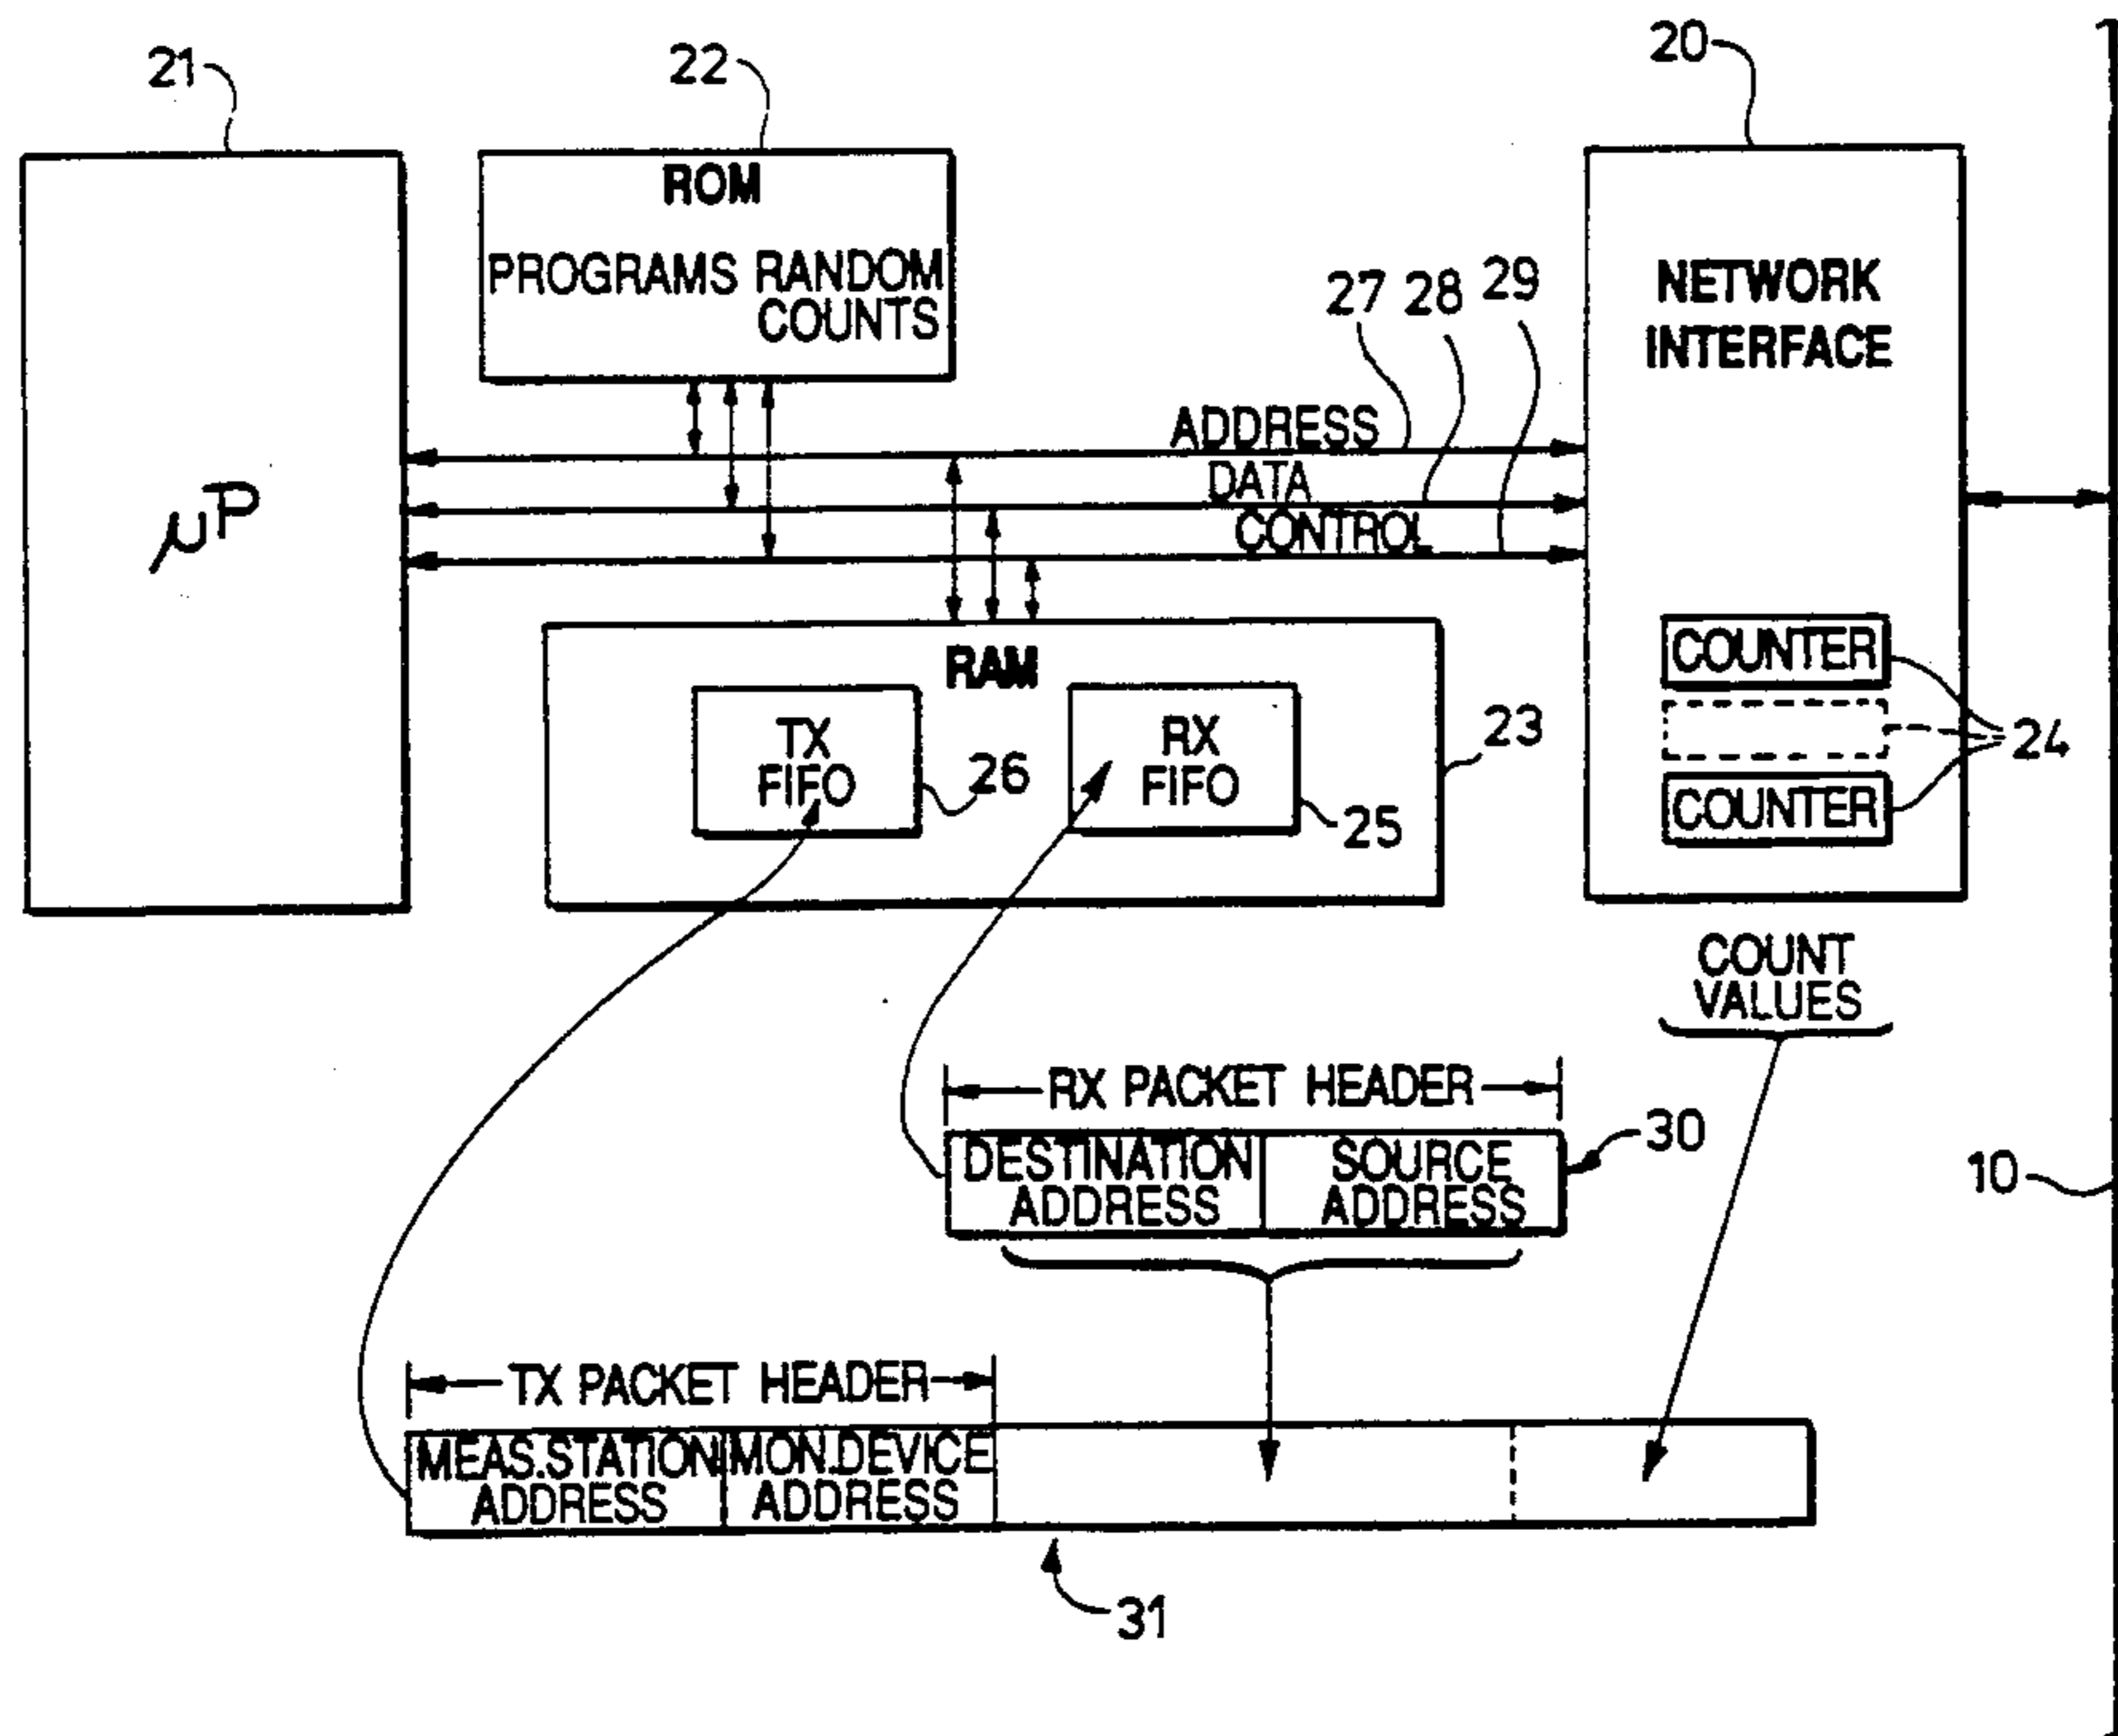 21
22
20
ROM
PROGRAMS RANDOM
COUNTS
27 28 29
NETWORK
INTERFACE
ADDRESS
DATA
CONTROL
μP
RAM
COUNTER
TX
FIFO
26
RX
FIFO
25
23
24
COUNTER
COUNT
VALUES
RX PACKET HEADER
DESTINATION
ADDRESS
SOURCE
ADDRESS
30
10
TX PACKET HEADER
MEAS.STATION
ADDRESS
MON.DEVICE
ADDRESS
31